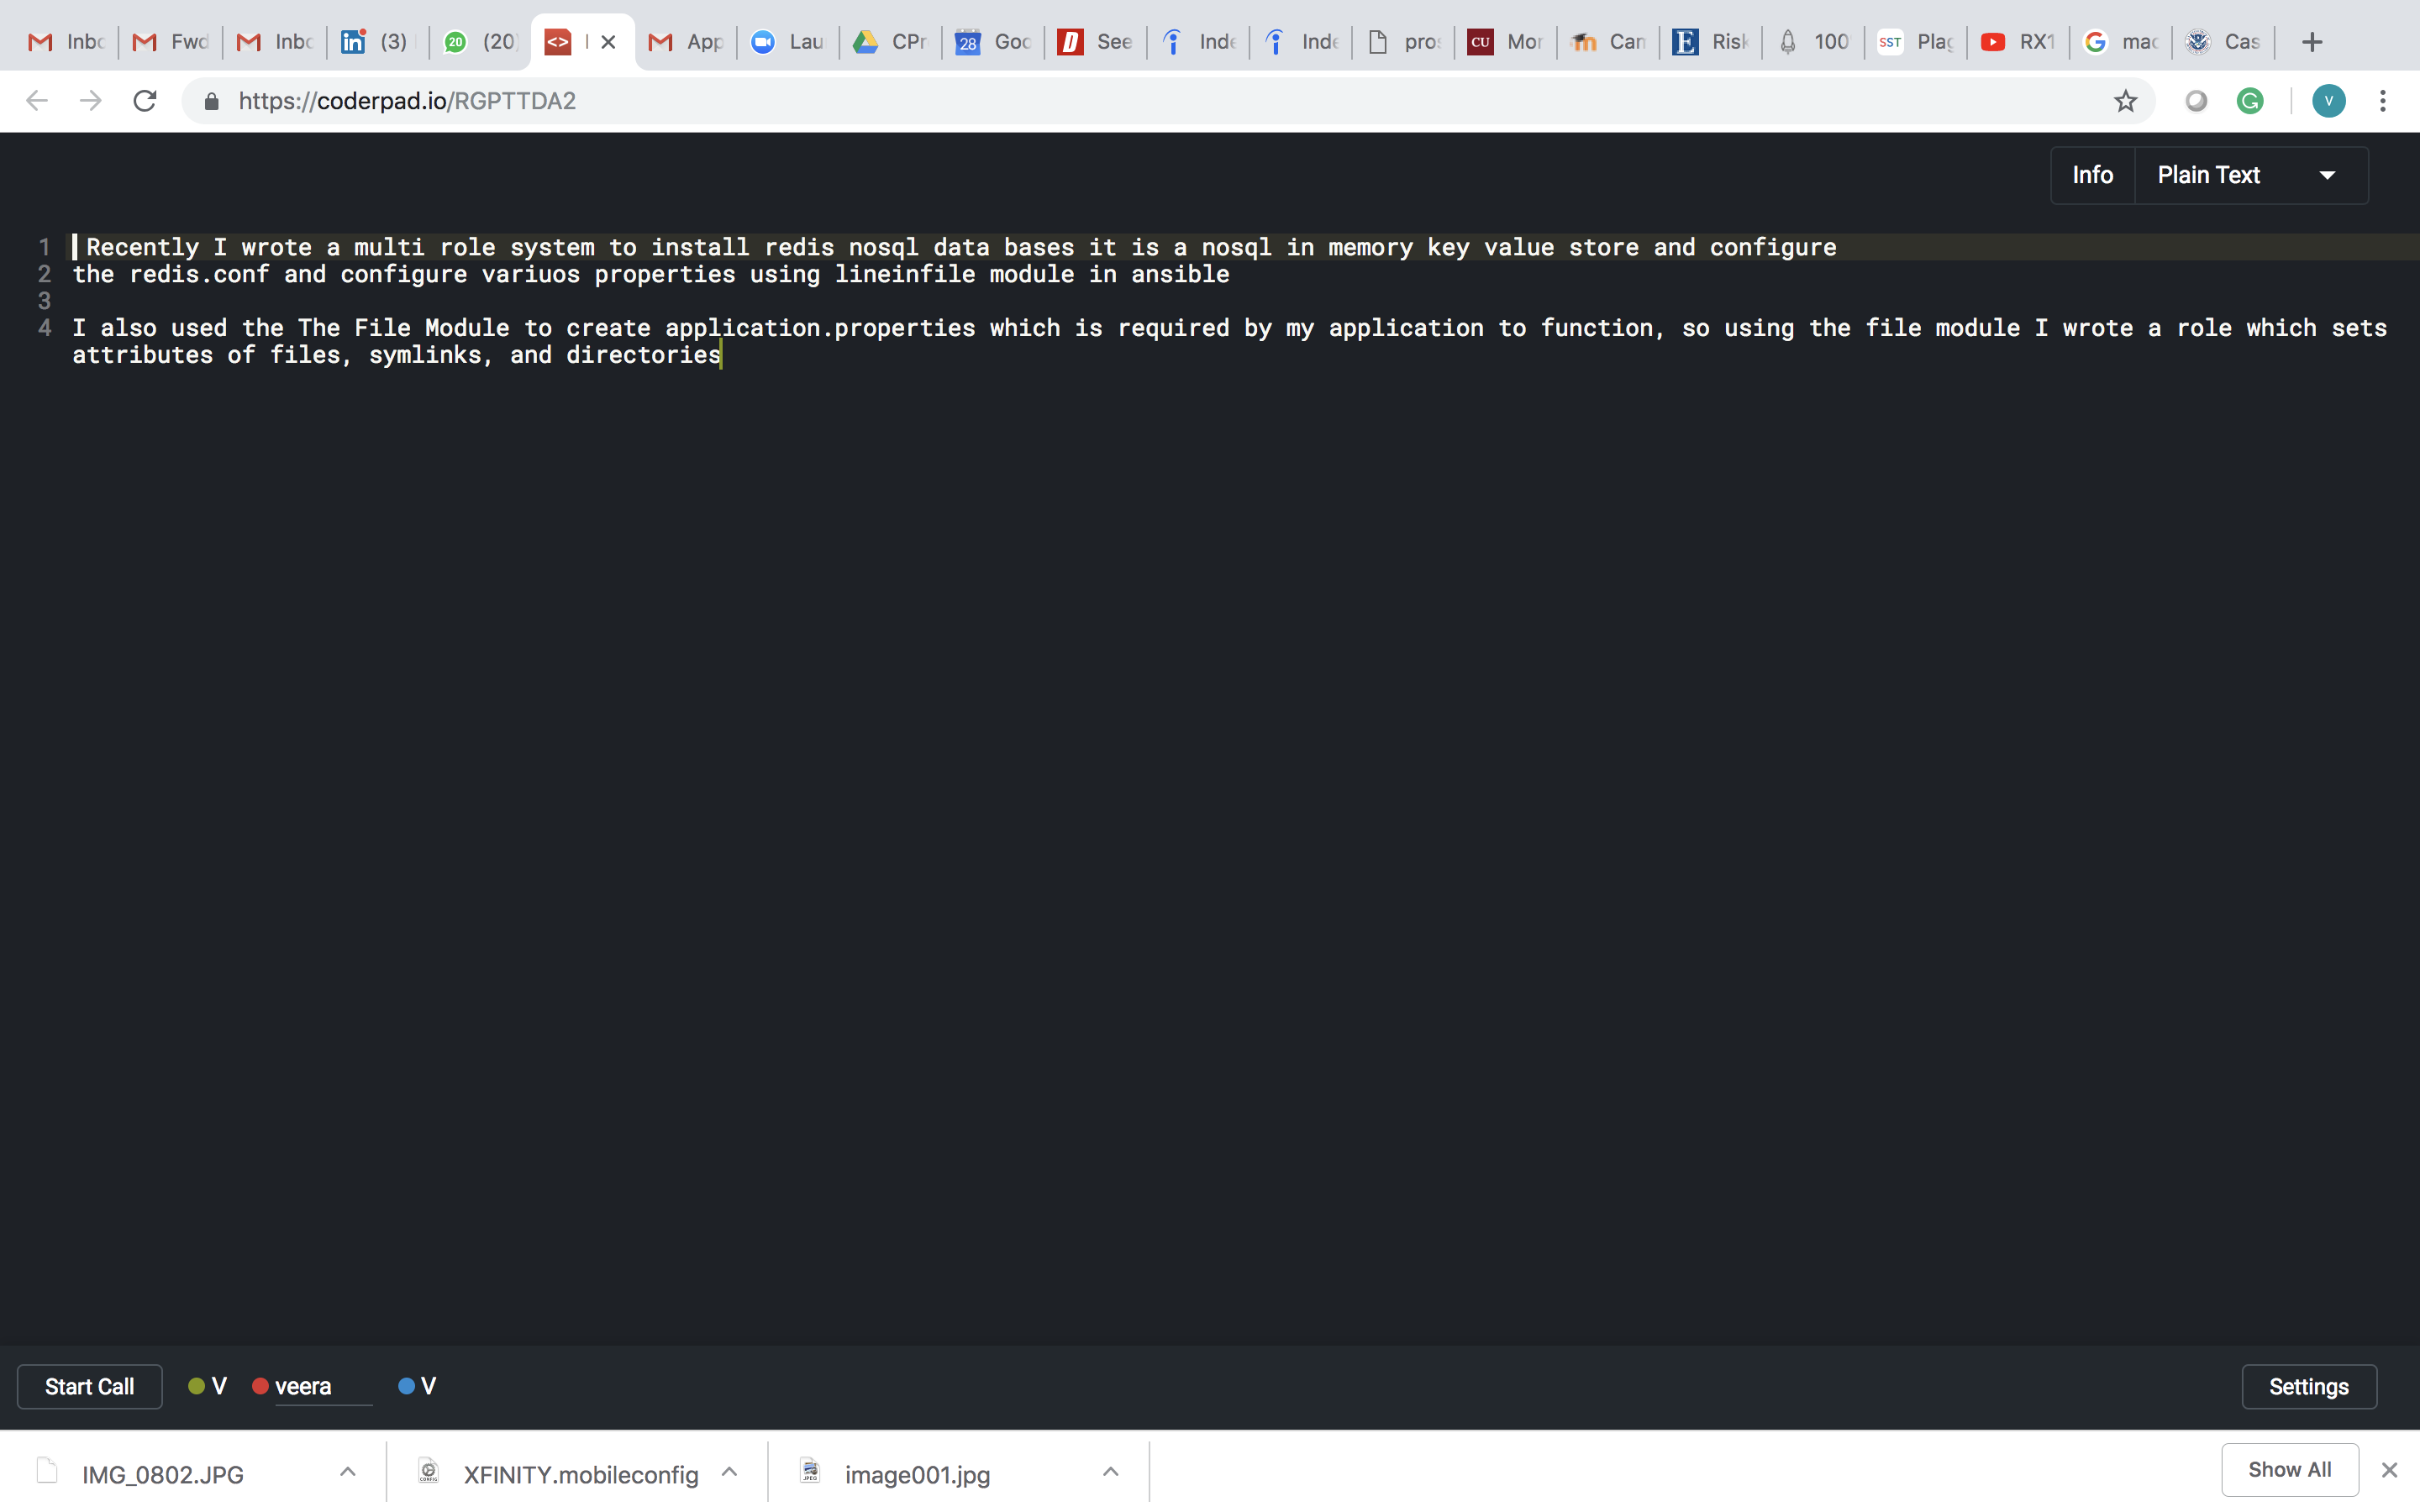 Inbc Fwd Inbc (3) 20 (20) App Lau CPr 28 Goo See Inde Inde pros CU Mor Can Risk 100 SST Plag RX1 mac Cas
https://coderpad.io/RGPTTDA2 V
Info Plain Text
1 Recently I wrote a multi role system to install redis nosql data bases it is a nosql in memory key value store and configure
2 the redis.conf and configure variuos properties using lineinfile module in ansible
3
4 I also used the The File Module to create application.properties which is required by my application to function, so using the file module I wrote a role which sets
attributes of files, symlinks, and directories
Start Call V veera V Settings
IMG_0802.JPG XFINITY.mobileconfig image001.jpg Show All